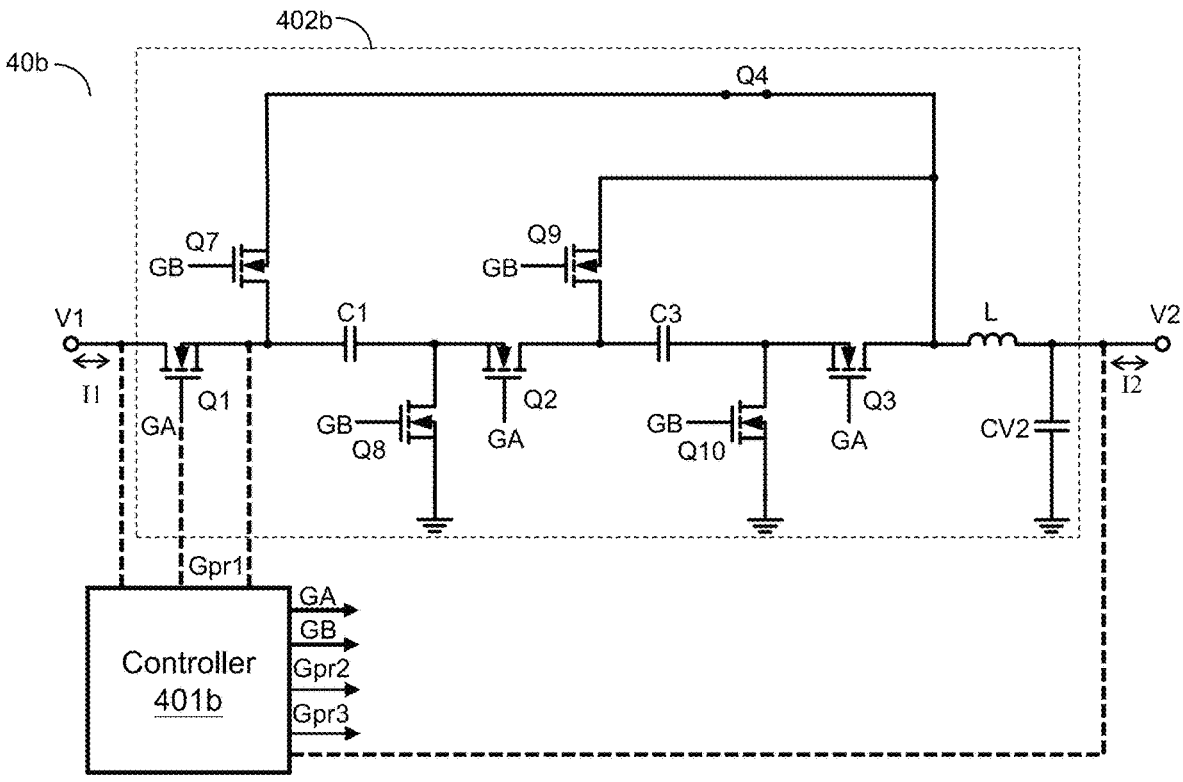 402b
40b
Q4
Q7
GB
Q9
GB
V1
C1
C3
L
V2
I1
Q1
GA
GB
Q8
Q2
GA
GB
Q10
Q3
GA
CV2
I2
Gpr1
GA
GB
Gpr2
Gpr3
Controller
401b